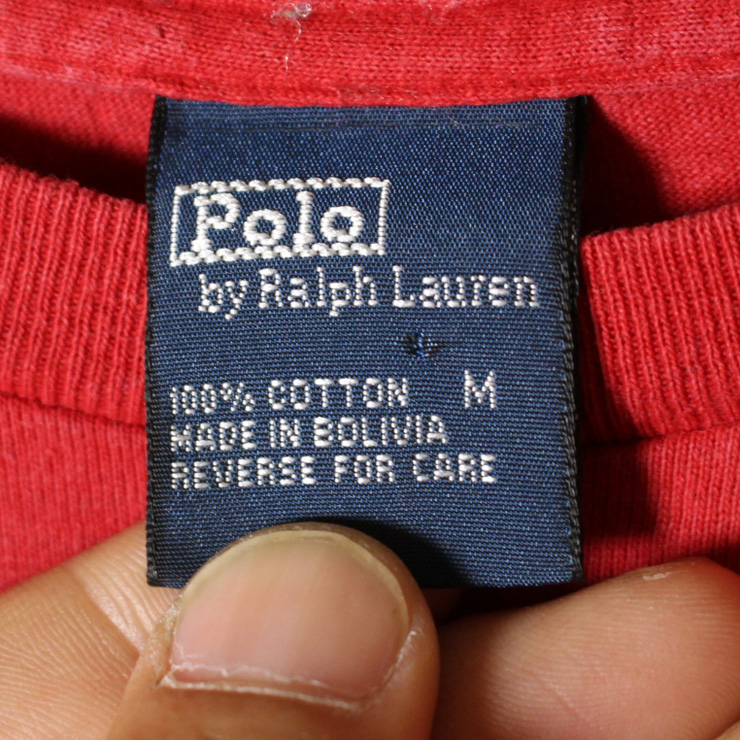 Polo
by Ralph Lauren
100% COTTON M
MADE IN BOLIVIA
REVERSE FOR CARE